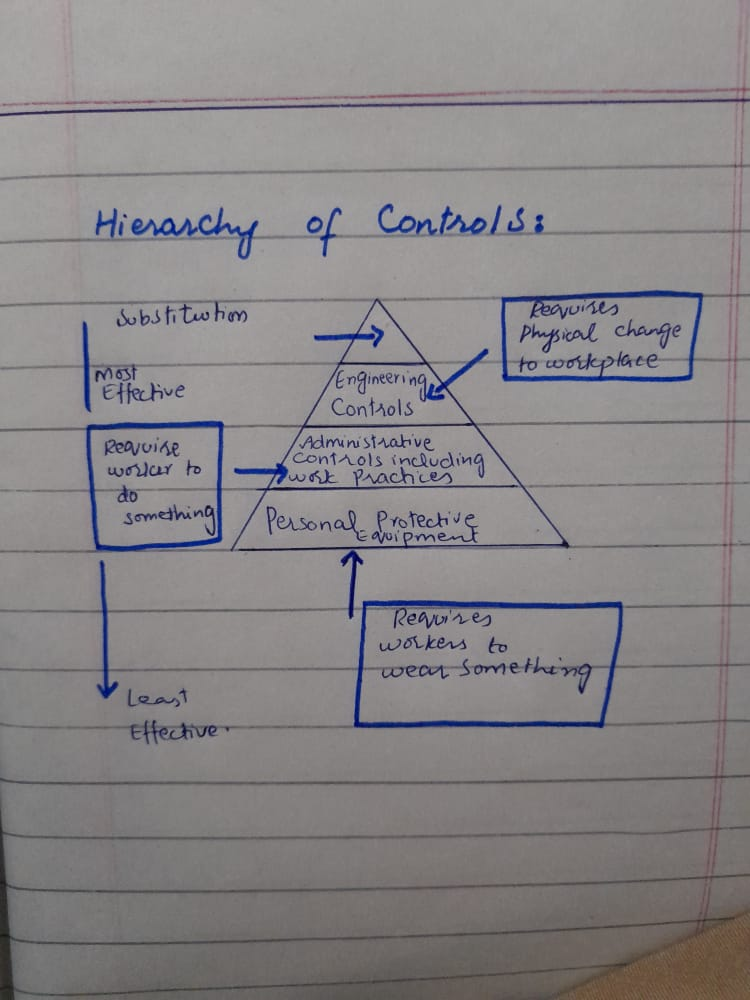 Hierarchy of Controls:
Substitution
Most
Effective
Requires
Physical change
to workplace
Engineering
Controls
Require
worker to
do
something
Administrative
Controls including
work Practices
Personal Protective
Equipment
Requires
workers to
wear something
Least
Effective.